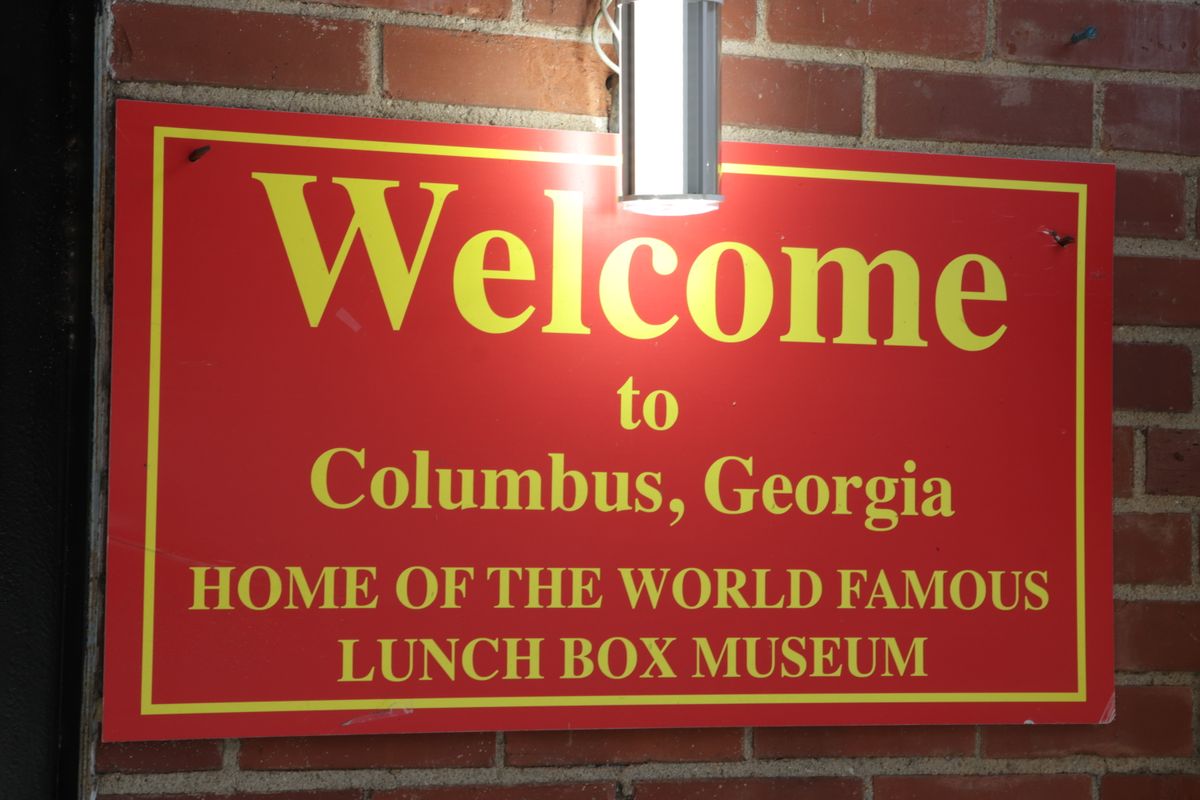 Welcome
to
Columbus, Georgia
HOME OF THE WORLD FAMOUS
LUNCH BOX MUSEUM